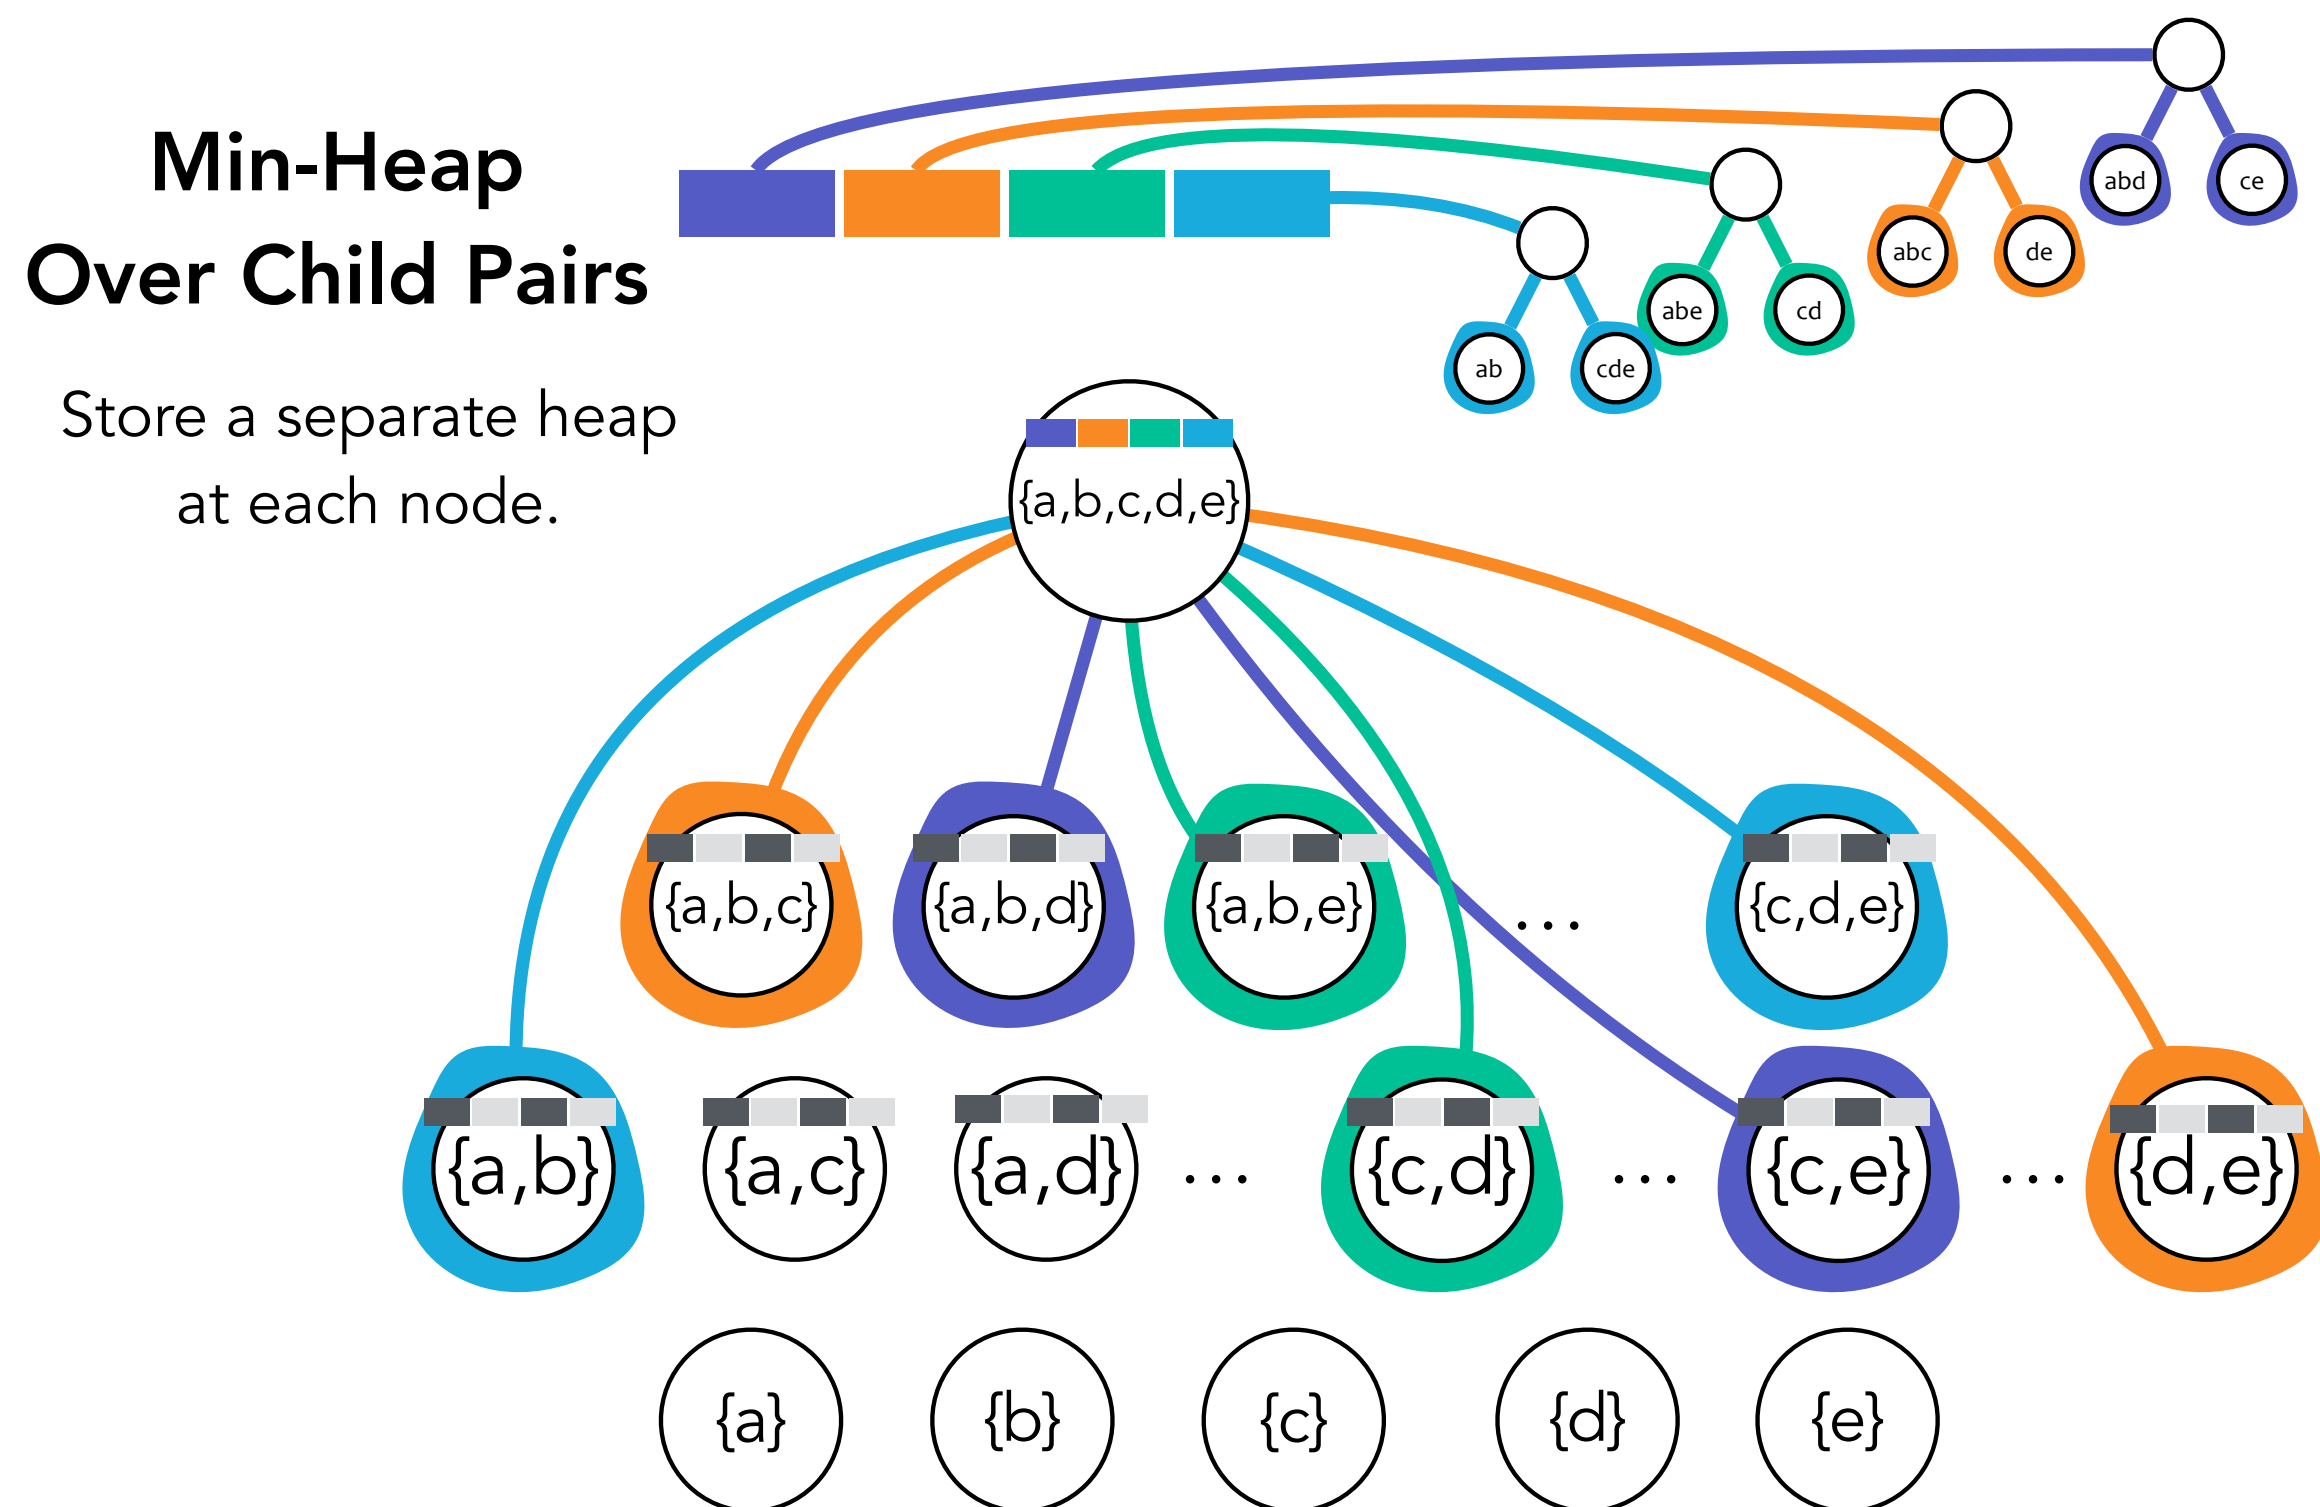 Min-Heap
Over Child Pairs
Store a separate heap
at each node.
abd ce
abc de
abe cd
ab cde
{a,b,c,d,e}
{a,b,c} {a,b,d} {a,b,e} ... {c,d,e}
{a,b} {a,c} {a,d} ... {c,d} ... {c,e} ... {d,e}
{a} {b} {c} {d} {e}